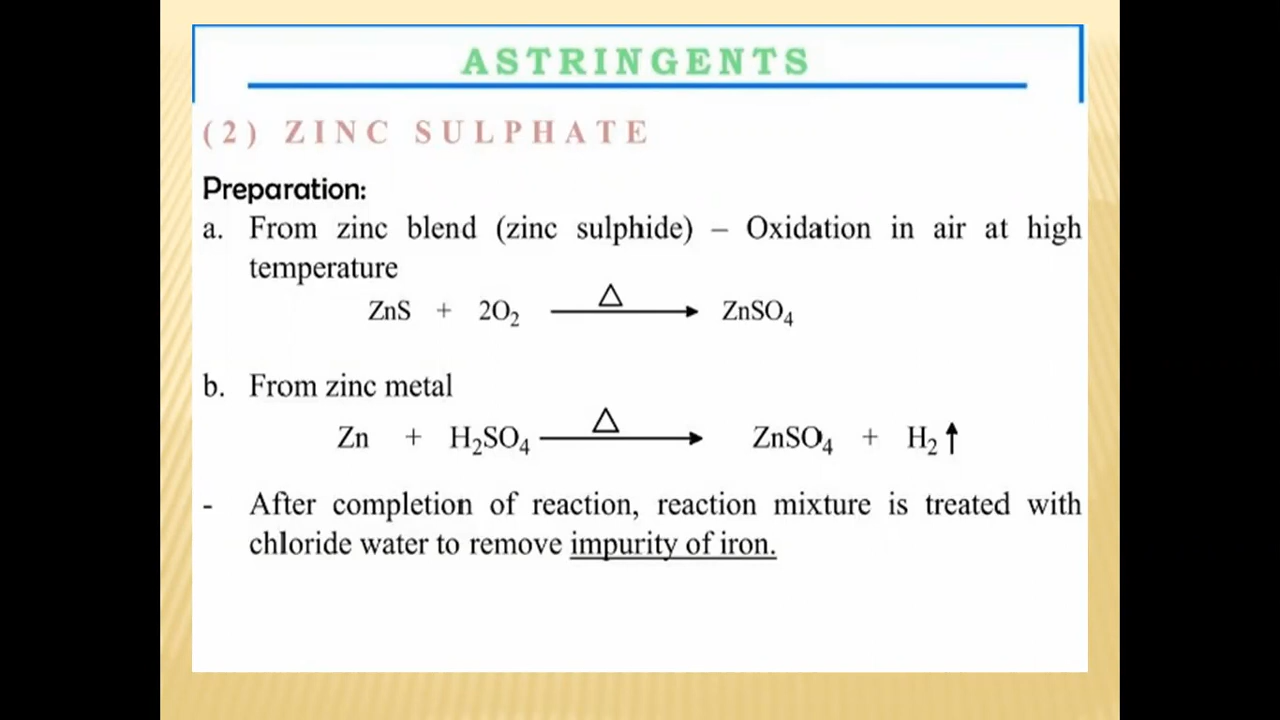 ASTRINGENTS
(2) ZINC SULPHATE
Preparation:
a. From zinc blend (zinc sulphide) – Oxidation in air at high
temperature
ZnS + 2O₂ Δ→ ZnSO₄
b. From zinc metal
Zn + H₂SO₄ Δ→ ZnSO₄ + H₂↑
- After completion of reaction, reaction mixture is treated with
chloride water to remove impurity of iron.